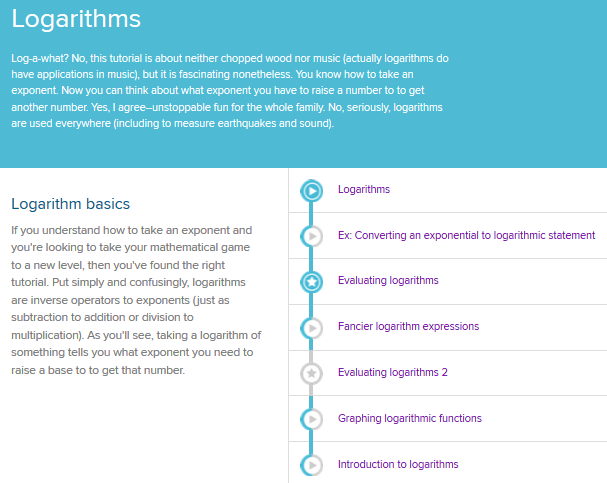 Logarithms
Log-a-what? No, this tutorial is about neither chopped wood nor music (actually logarithms do
have applications in music), but it is fascinating nonetheless. You know how to take an
exponent. Now you can think about what exponent you have to raise a number to to get
another number. Yes, I agree–unstoppable fun for the whole family. No, seriously, logarithms
are used everywhere (including to measure earthquakes and sound).
Logarithm basics
If you understand how to take an exponent and
you're looking to take your mathematical game
to a new level, then you've found the right
tutorial. Put simply and confusingly, logarithms
are inverse operators to exponents (just as
subtraction to addition or division to
multiplication). As you'll see, taking a logarithm of
something tells you what exponent you need to
raise a base to to get that number.
Logarithms
Ex: Converting an exponential to logarithmic statement
Evaluating logarithms
Fancier logarithm expressions
Evaluating logarithms 2
Graphing logarithmic functions
Introduction to logarithms